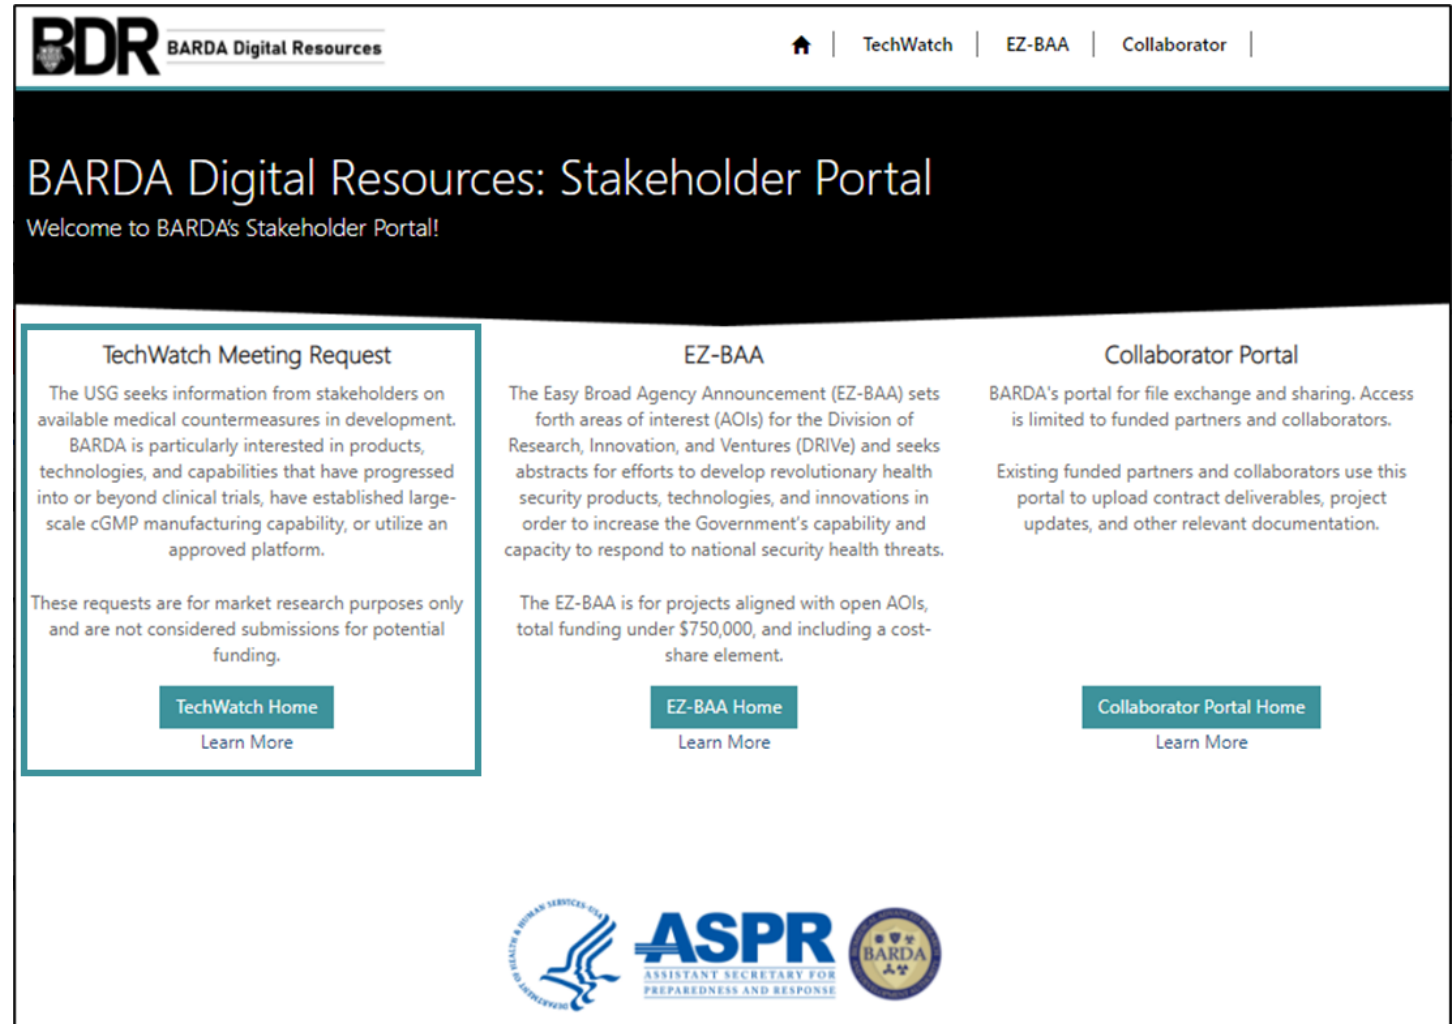 BDR BARDA Digital Resources
TechWatch | EZ-BAA | Collaborator |
BARDA Digital Resources: Stakeholder Portal
Welcome to BARDA's Stakeholder Portal!
TechWatch Meeting Request
The USG seeks information from stakeholders on
available medical countermeasures in development.
BARDA is particularly interested in products,
technologies, and capabilities that have progressed
into or beyond clinical trials, have established large-
scale cGMP manufacturing capability, or utilize an
approved platform.
These requests are for market research purposes only
and are not considered submissions for potential
funding.
TechWatch Home
Learn More
EZ-BAA
The Easy Broad Agency Announcement (EZ-BAA) sets
forth areas of interest (AOIs) for the Division of
Research, Innovation, and Ventures (DRIVe) and seeks
abstracts for efforts to develop revolutionary health
security products, technologies, and innovations in
order to increase the Government's capability and
capacity to respond to national security health threats.
The EZ-BAA is for projects aligned with open AOIs,
total funding under $750,000, and including a cost-
share element.
EZ-BAA Home
Learn More
Collaborator Portal
BARDA's portal for file exchange and sharing. Access
is limited to funded partners and collaborators.
Existing funded partners and collaborators use this
portal to upload contract deliverables, project
updates, and other relevant documentation.
Collaborator Portal Home
Learn More
DEPARTMENT OF HEALTH & HUMAN SERVICES·USA
ASPR
ASSISTANT SECRETARY FOR
PREPAREDNESS AND RESPONSE
BARDA